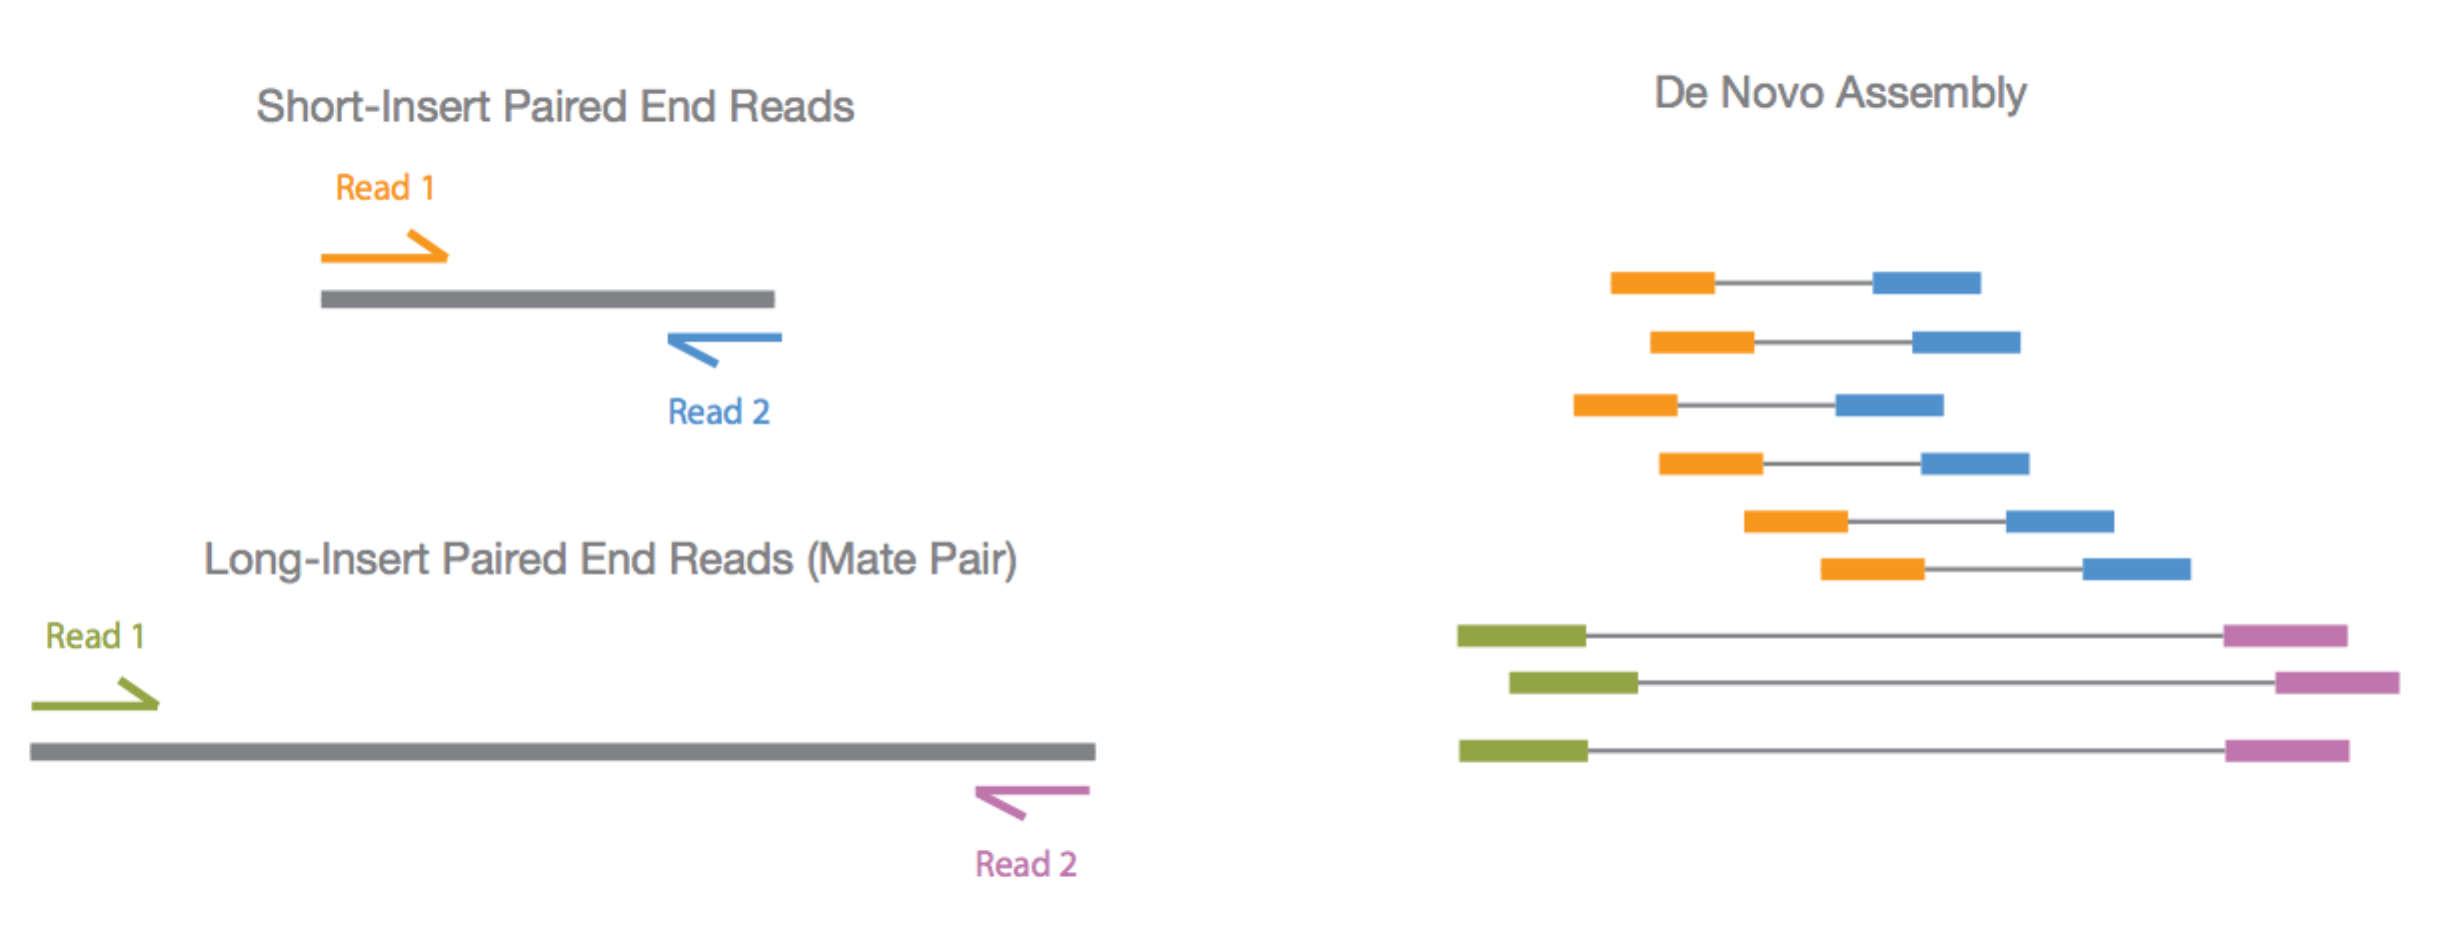 Short-Insert Paired End Reads
Read 1
Read 2
Long-Insert Paired End Reads (Mate Pair)
Read 1
Read 2
De Novo Assembly